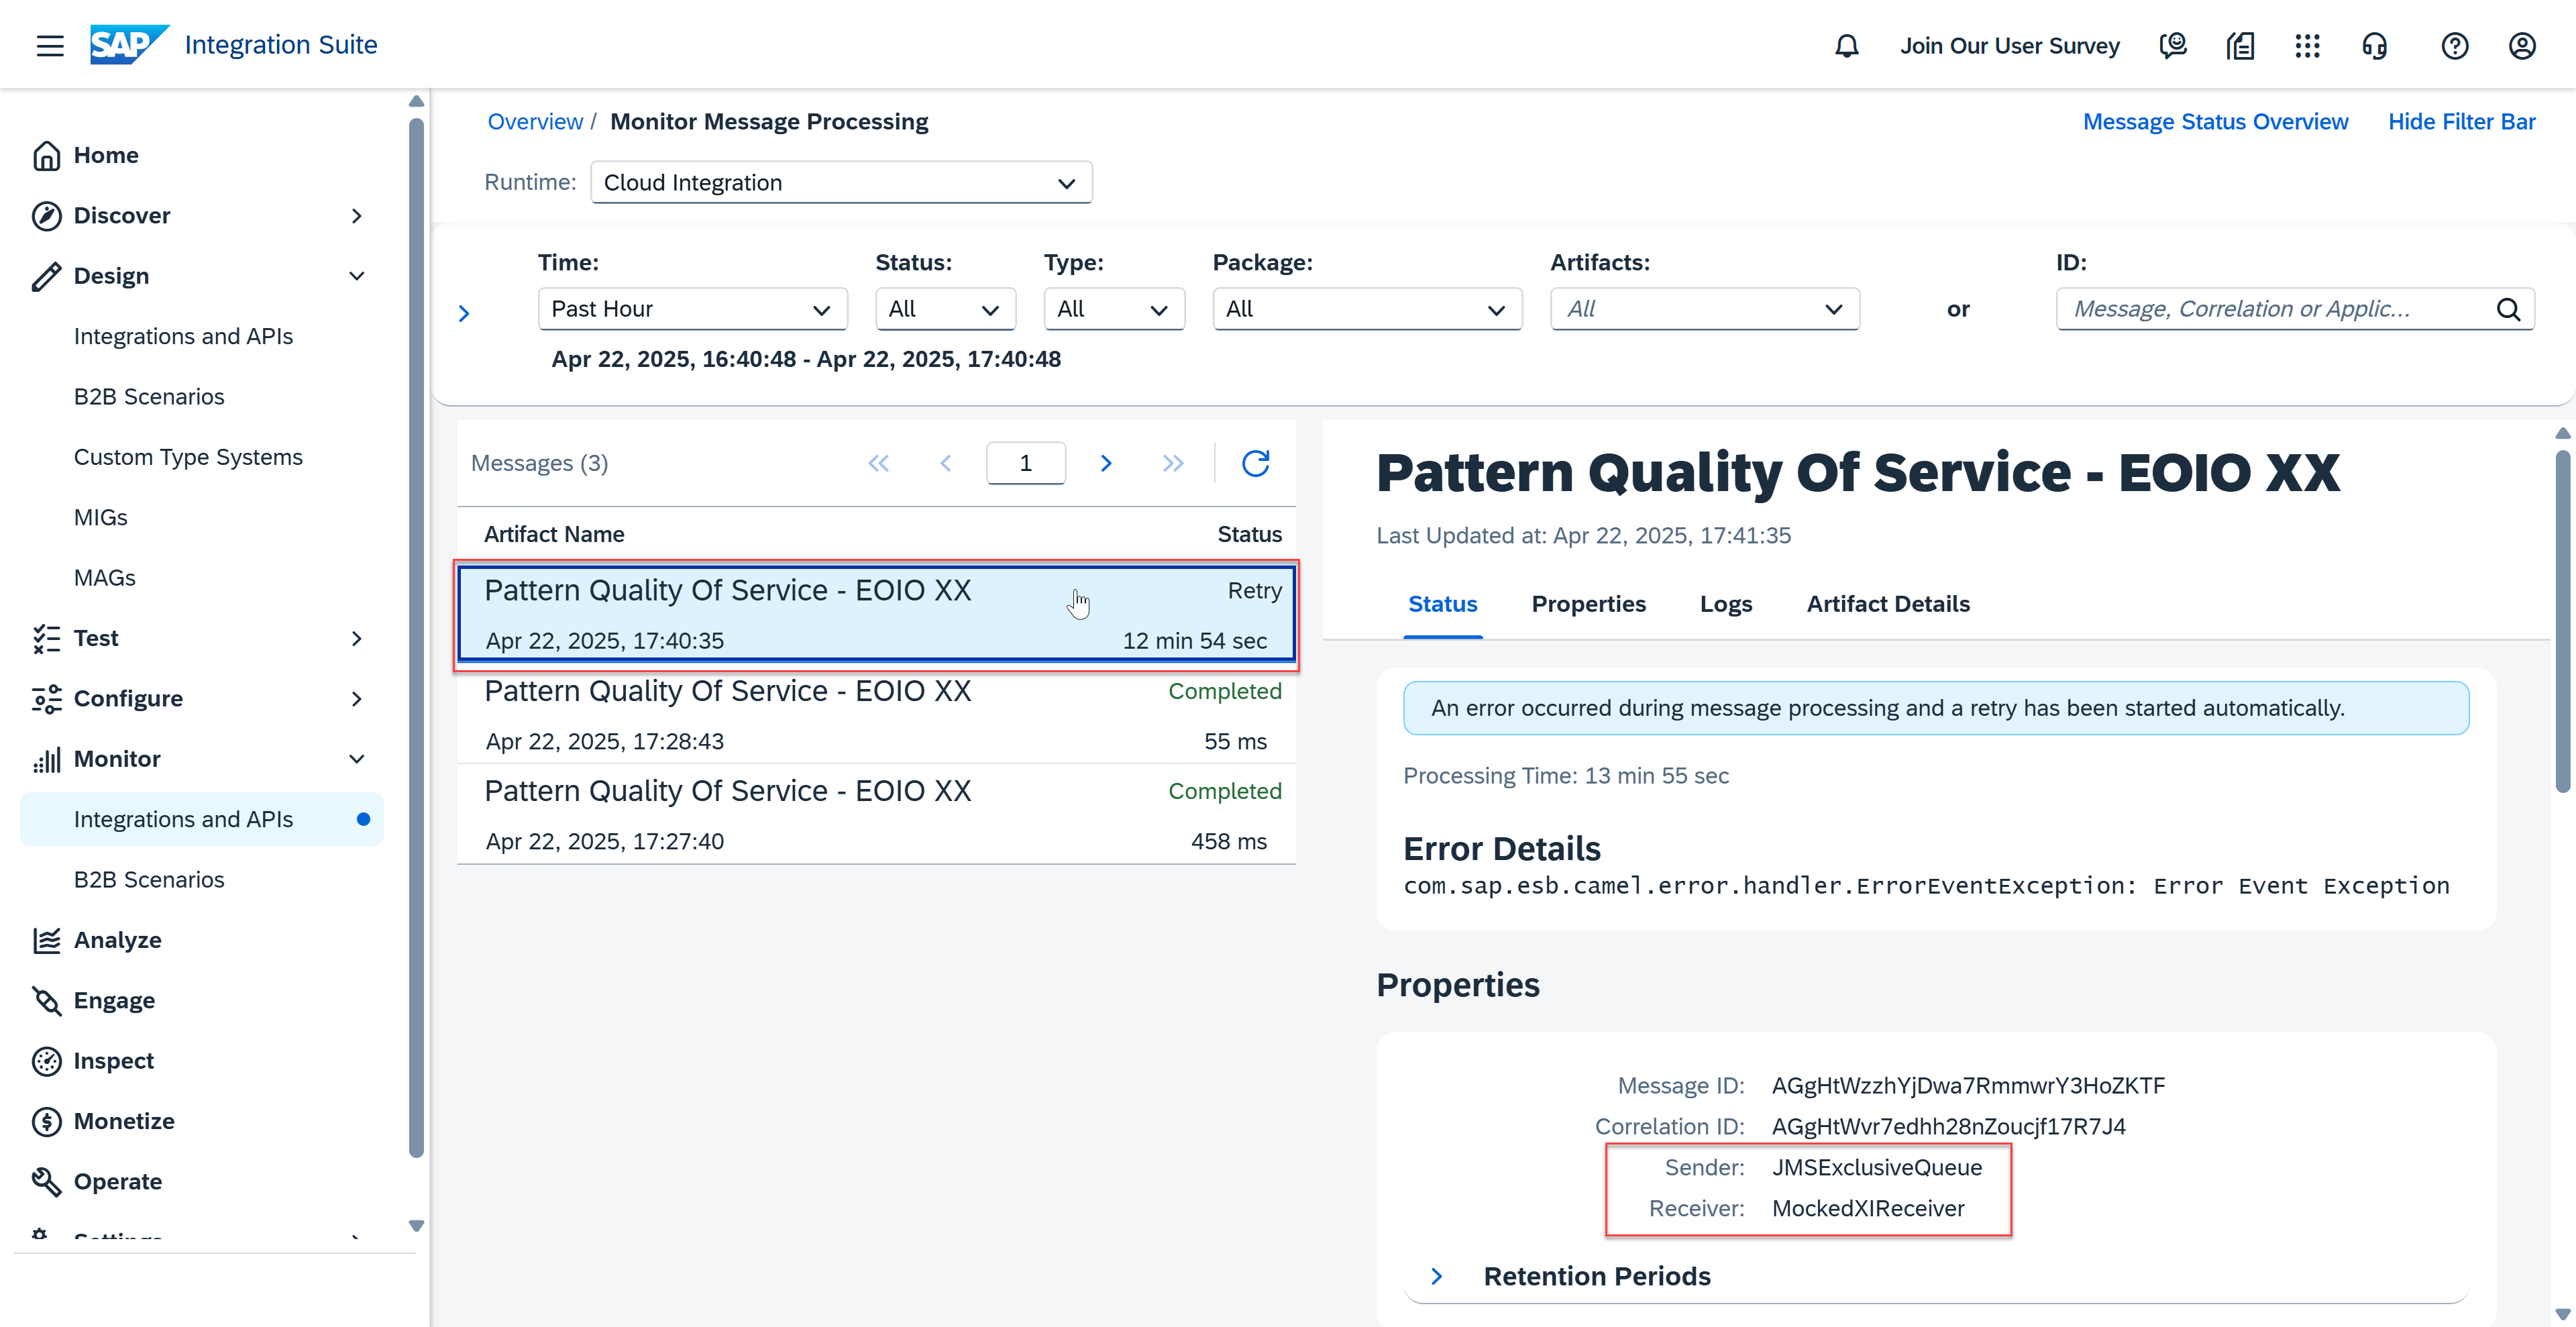 SAP Integration Suite
Join Our User Survey
Home
Discover
Design
Integrations and APIs
B2B Scenarios
Custom Type Systems
MIGs
MAGs
Test
Configure
Monitor
Integrations and APIs
B2B Scenarios
Analyze
Engage
Inspect
Monetize
Operate
Settings
Overview / Monitor Message Processing
Message Status Overview
Hide Filter Bar
Runtime: Cloud Integration
Time: Status: Type: Package: Artifacts: ID:
Past Hour All All All All or Message, Correlation or Applic...
Apr 22, 2025, 16:40:48 - Apr 22, 2025, 17:40:48
Messages (3) 1
Artifact Name Status
Pattern Quality Of Service - EOIO XX Retry
Apr 22, 2025, 17:40:35 12 min 54 sec
Pattern Quality Of Service - EOIO XX Completed
Apr 22, 2025, 17:28:43 55 ms
Pattern Quality Of Service - EOIO XX Completed
Apr 22, 2025, 17:27:40 458 ms
Pattern Quality Of Service - EOIO XX
Last Updated at: Apr 22, 2025, 17:41:35
Status Properties Logs Artifact Details
An error occurred during message processing and a retry has been started automatically.
Processing Time: 13 min 55 sec
Error Details
com.sap.esb.camel.error.handler.ErrorEventException: Error Event Exception
Properties
Message ID: AGgHtWzzhYjDwa7RmmwrY3HoZKTF
Correlation ID: AGgHtWvr7edhh28nZoucjf17R7J4
Sender: JMSExclusiveQueue
Receiver: MockedXIReceiver
Retention Periods